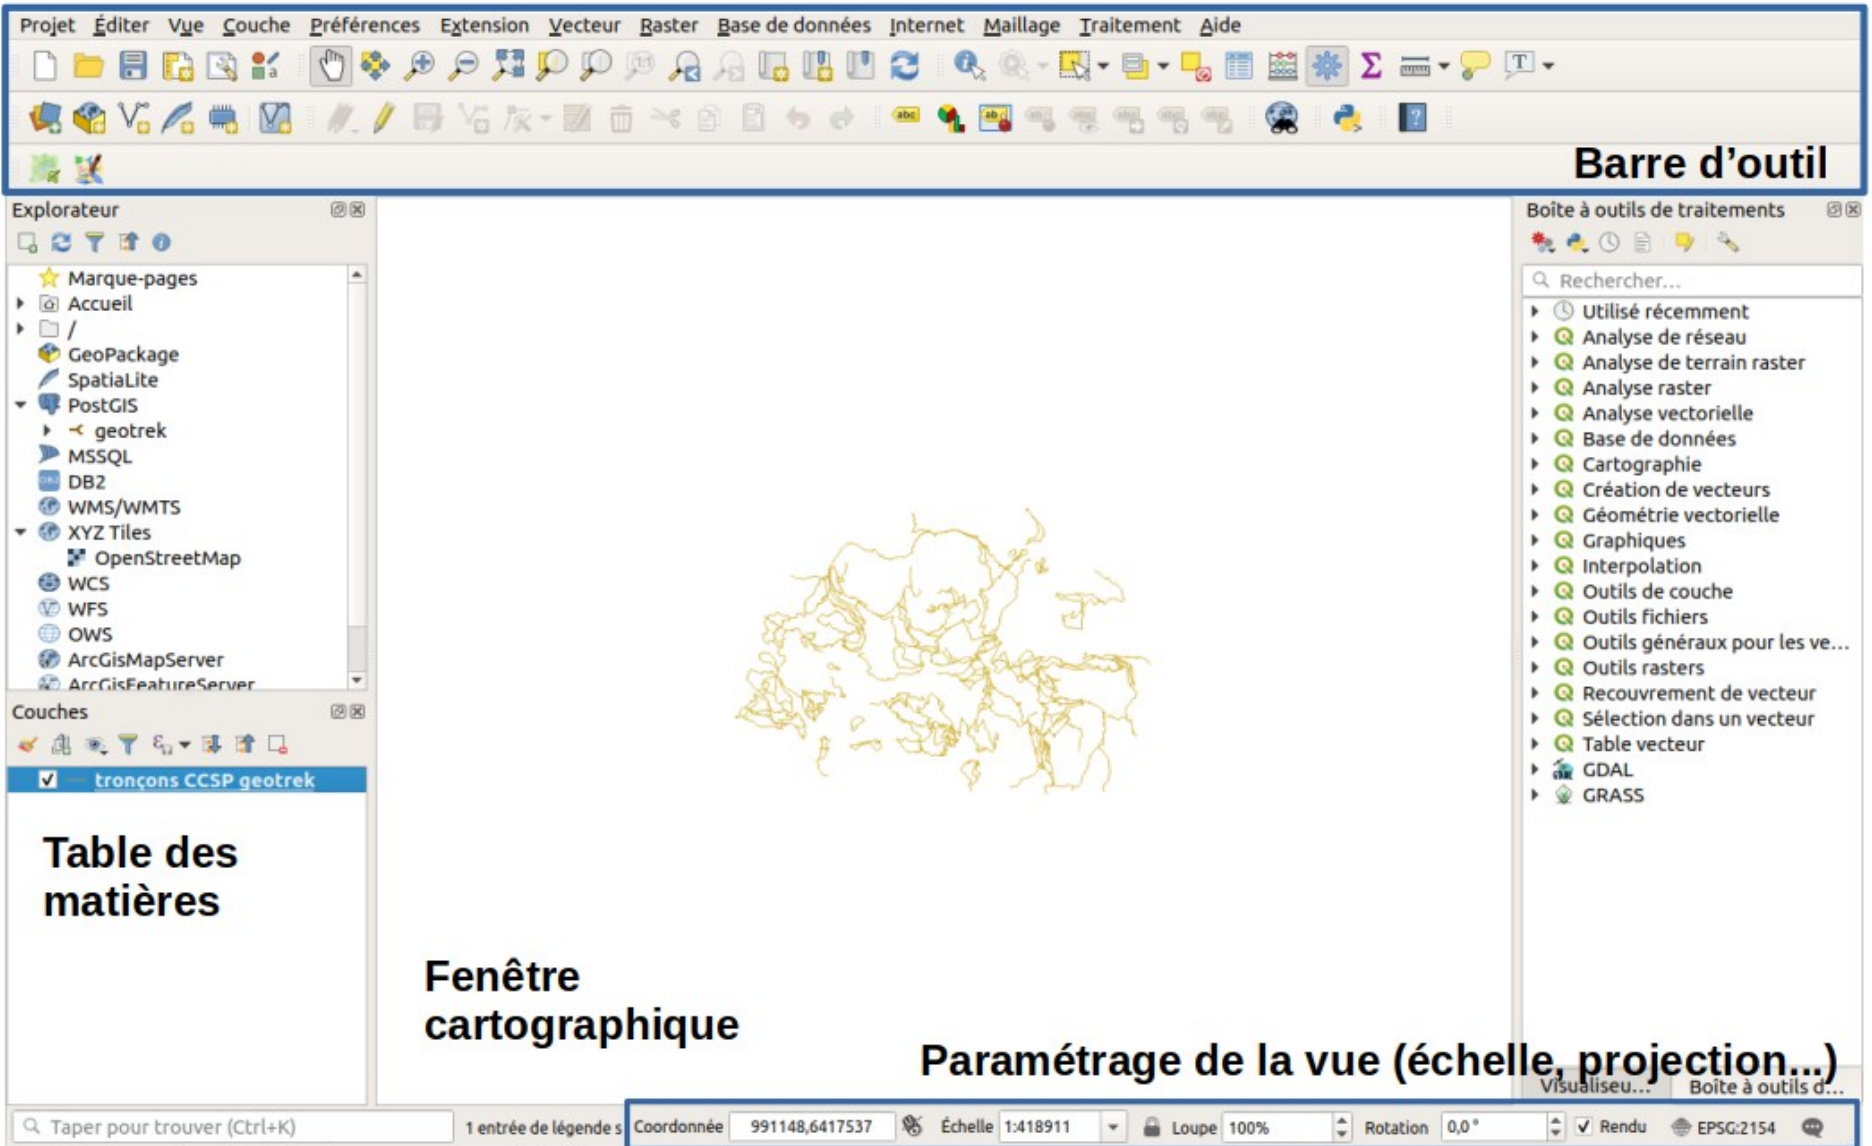 Projet Éditer Vue Couche Préférences Extension Vecteur Raster Base de données Internet Maillage Traitement Aide
Barre d'outil
Explorateur
Marque-pages
Accueil
/
GeoPackage
SpatiaLite
PostGIS
geotrek
MSSQL
DB2
WMS/WMTS
XYZ Tiles
OpenStreetMap
WCS
WFS
OWS
ArcGisMapServer
ArcGisFeatureServer
Couches
tronçons CCSP geotrek
Table des
matières
Fenêtre
cartographique
Boîte à outils de traitements
Rechercher...
Utilisé récemment
Analyse de réseau
Analyse de terrain raster
Analyse raster
Analyse vectorielle
Base de données
Cartographie
Création de vecteurs
Géométrie vectorielle
Graphiques
Interpolation
Outils de couche
Outils fichiers
Outils généraux pour les ve...
Outils rasters
Recouvrement de vecteur
Sélection dans un vecteur
Table vecteur
GDAL
GRASS
Paramétrage de la vue (échelle, projection...)
Visualiseu... Boîte à outils d...
Taper pour trouver (Ctrl+K) 1 entrée de légende s Coordonnée 991148,6417537 Échelle 1:418911 Loupe 100% Rotation 0,0 ° Rendu EPSG:2154